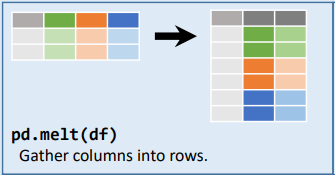 pd.melt(df)
Gather columns into rows.